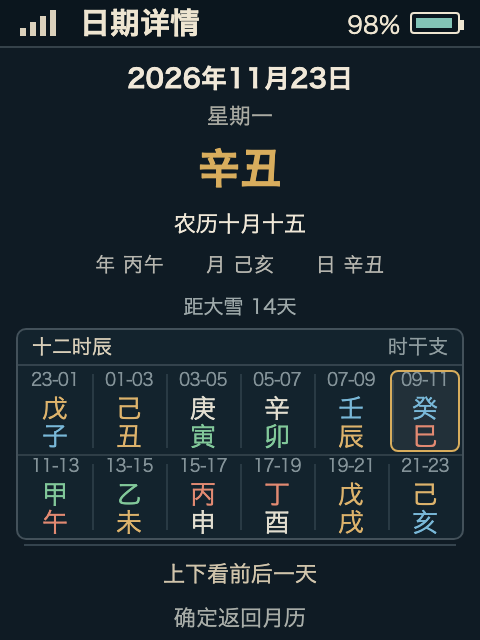 日期详情 98%
2026年11月23日
星期一
辛丑
农历十月十五
年 丙午 月 己亥 日 辛丑
距大雪 14天
十二时辰 时干支
23-01 01-03 03-05 05-07 07-09 09-11
戊 己 庚 辛 壬 癸
子 丑 寅 卯 辰 巳
11-13 13-15 15-17 17-19 19-21 21-23
甲 乙 丙 丁 戊 己
午 未 申 酉 戌 亥
上下看前后一天
确定返回月历